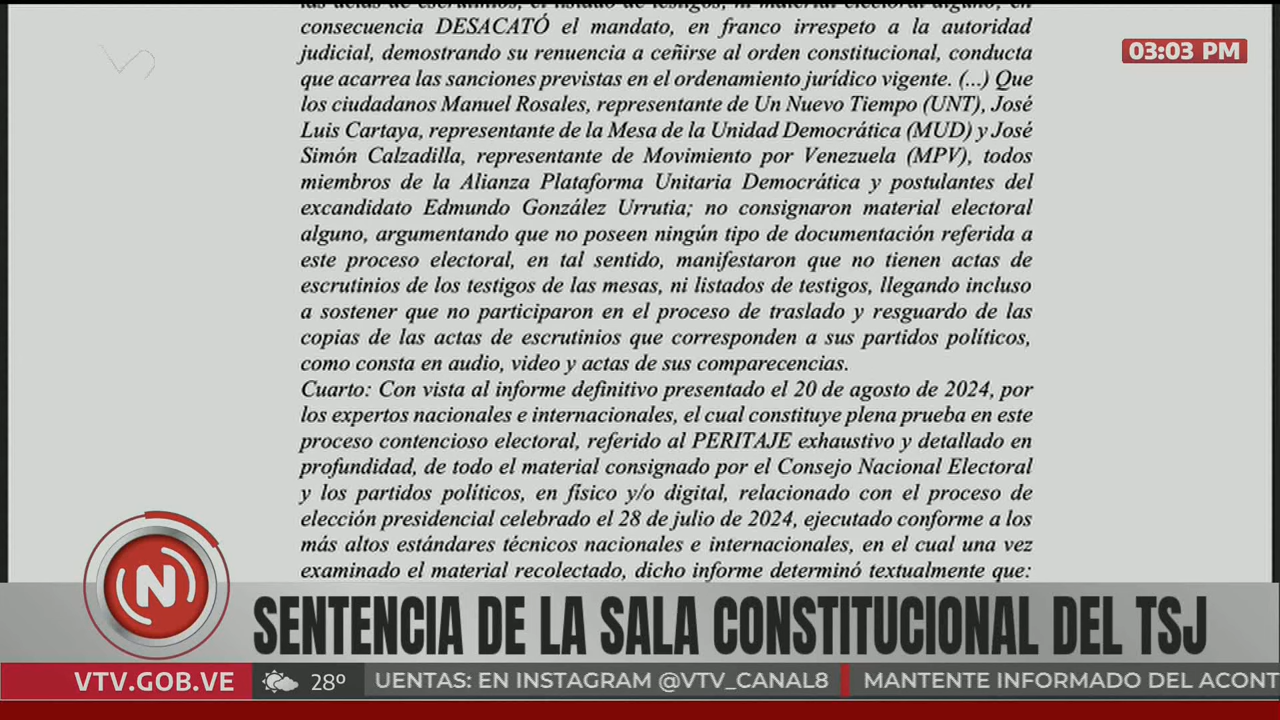 las actas de escrutinios, el listado de testigos, ni material electoral alguno, en
consecuencia DESACATÓ el mandato, en franco irrespeto a la autoridad
judicial, demostrando su renuencia a ceñirse al orden constitucional, conducta
que acarrea las sanciones previstas en el ordenamiento jurídico vigente. (...) Que
los ciudadanos Manuel Rosales, representante de Un Nuevo Tiempo (UNT), José
Luis Cartaya, representante de la Mesa de la Unidad Democrática (MUD) y José
Simón Calzadilla, representante de Movimiento por Venezuela (MPV), todos
miembros de la Alianza Plataforma Unitaria Democrática y postulantes del
excandidato Edmundo González Urrutia; no consignaron material electoral
alguno, argumentando que no poseen ningún tipo de documentación referida a
este proceso electoral, en tal sentido, manifestaron que no tienen actas de
escrutinios de los testigos de las mesas, ni listados de testigos, llegando incluso
a sostener que no participaron en el proceso de traslado y resguardo de las
copias de las actas de escrutinios que corresponden a sus partidos políticos,
como consta en audio, video y actas de sus comparecencias.
Cuarto: Con vista al informe definitivo presentado el 20 de agosto de 2024, por
los expertos nacionales e internacionales, el cual constituye plena prueba en este
proceso contencioso electoral, referido al PERITAJE exhaustivo y detallado en
profundidad, de todo el material consignado por el Consejo Nacional Electoral
y los partidos políticos, en físico y/o digital, relacionado con el proceso de
elección presidencial celebrado el 28 de julio de 2024, ejecutado conforme a los
más altos estándares técnicos nacionales e internacionales, en el cual una vez
examinado el material recolectado, dicho informe determinó textualmente que:
03:03 PM
N
SENTENCIA DE LA SALA CONSTITUCIONAL DEL TSJ
VTV.GOB.VE 28° UENTAS: EN INSTAGRAM @VTV_CANAL8 MANTENTE INFORMADO DEL ACONT